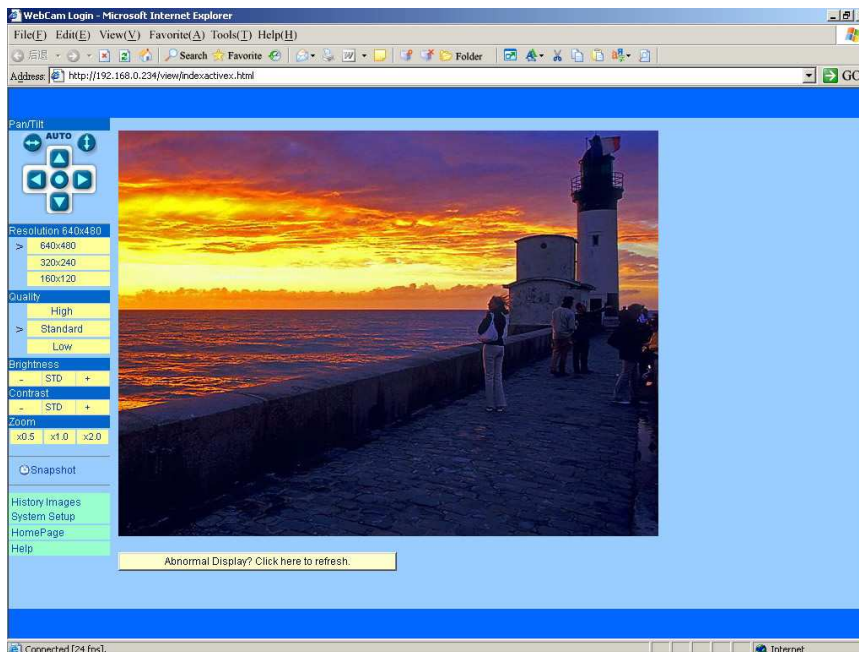 WebCam Login - Microsoft Internet Explorer
File(F) Edit(E) View(V) Favorite(A) Tools(T) Help(H)
后退 Search Favorite Folder
Address: http://192.168.0.234/view/indexactivex.html GO
Pan/Tilt
AUTO
Resolution 640x480
> 640x480
320x240
160x120
Quality
High
> Standard
Low
Brightness
- STD +
Contrast
- STD +
Zoom
x0.5 x1.0 x2.0
Snapshot
History Images
System Setup
HomePage
Help
Abnormal Display? Click here to refresh.
Connected [24 fps]. Internet